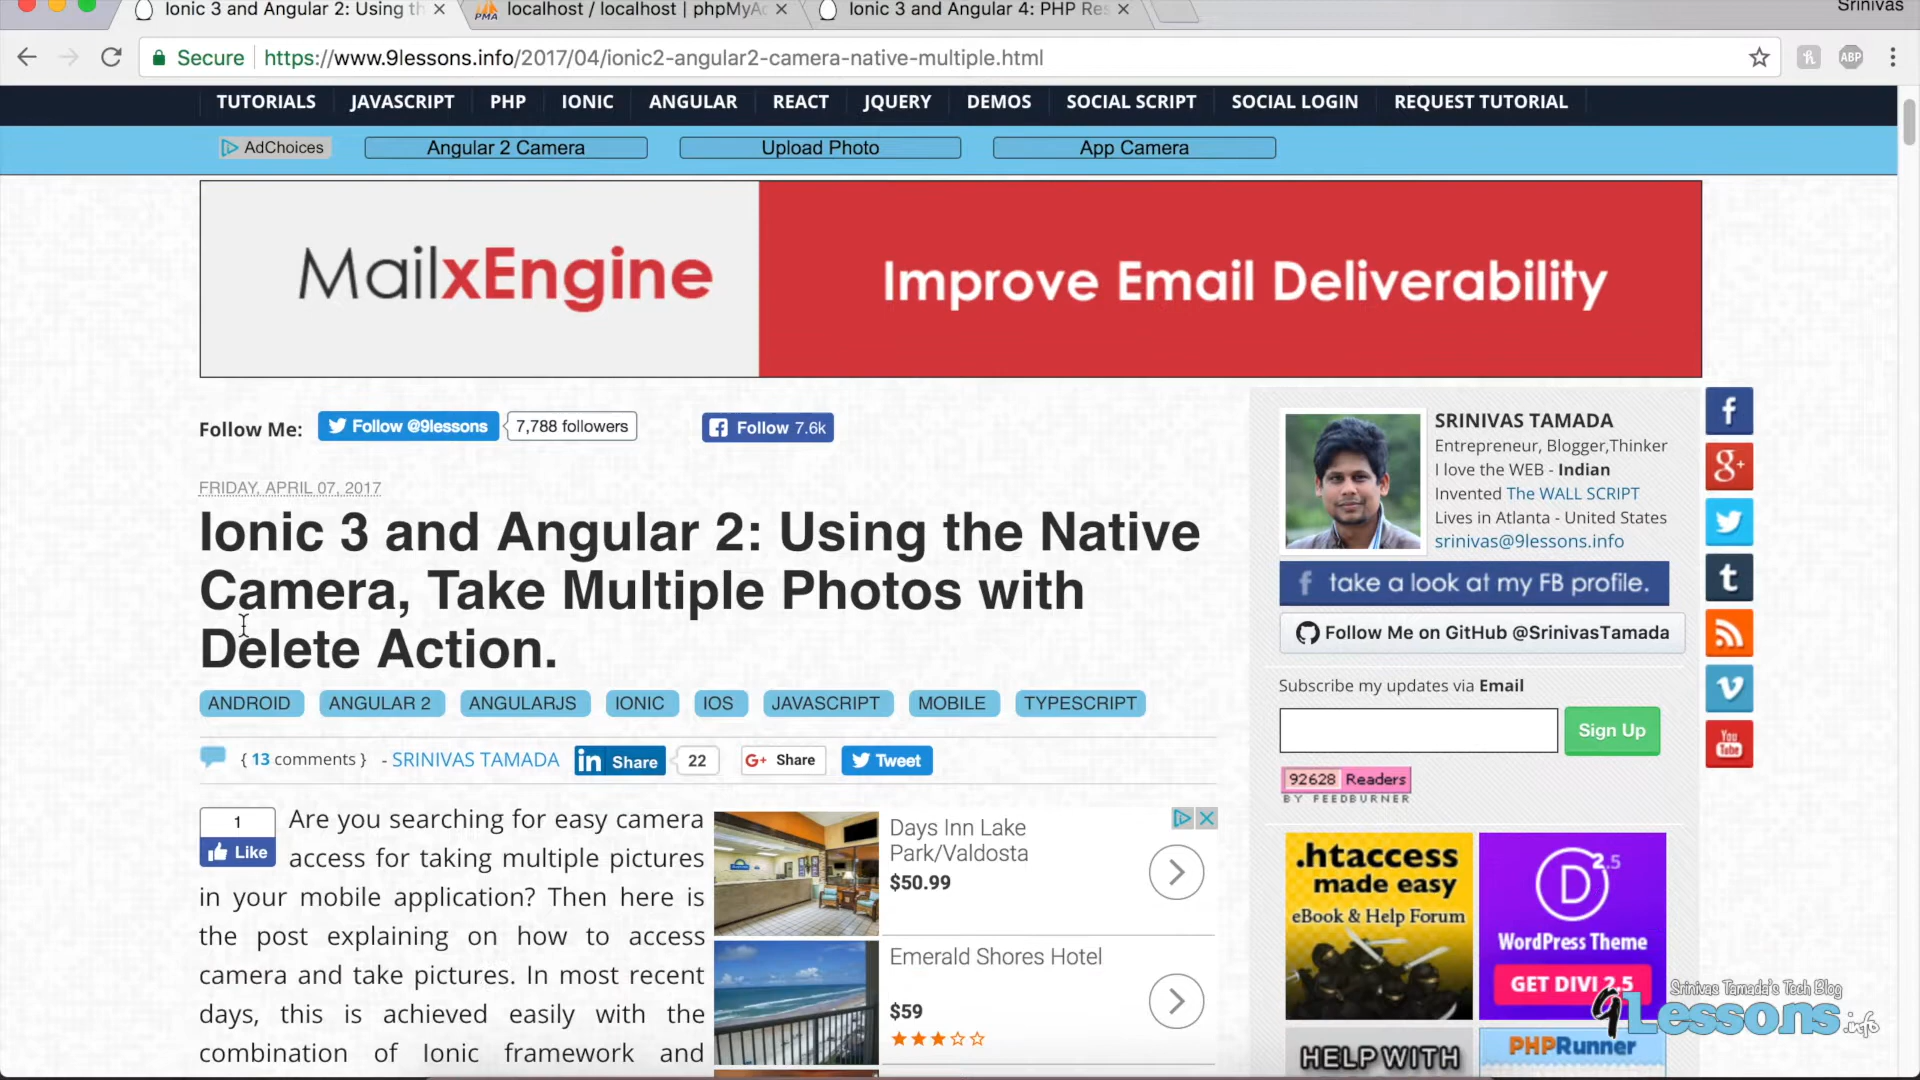 Ionic 3 and Angular 2: Using th
localhost / localhost | phpMyAd
Ionic 3 and Angular 4: PHP Res
Srinivas
Secure
https://www.9lessons.info/2017/04/ionic2-angular2-camera-native-multiple.html
ABP
TUTORIALS JAVASCRIPT PHP IONIC ANGULAR REACT JQUERY DEMOS SOCIAL SCRIPT SOCIAL LOGIN REQUEST TUTORIAL
AdChoices
Angular 2 Camera
Upload Photo
App Camera
MailxEngine
Improve Email Deliverability
Follow Me:
Follow @9lessons
7,788 followers
Follow 7.6k
FRIDAY, APRIL 07, 2017
Ionic 3 and Angular 2: Using the Native
Camera, Take Multiple Photos with
Delete Action.
ANDROID ANGULAR 2 ANGULARJS IONIC IOS JAVASCRIPT MOBILE TYPESCRIPT
{ 13 comments } - SRINIVAS TAMADA
in Share
22
G+ Share
Tweet
1
Like
Are you searching for easy camera
access for taking multiple pictures
in your mobile application? Then here is
the post explaining on how to access
camera and take pictures. In most recent
days, this is achieved easily with the
combination of Ionic framework and
Days Inn Lake
Park/Valdosta
$50.99
Emerald Shores Hotel
$59
SRINIVAS TAMADA
Entrepreneur, Blogger,Thinker
I love the WEB - Indian
Invented The WALL SCRIPT
Lives in Atlanta - United States
srinivas@9lessons.info
f take a look at my FB profile.
Follow Me on GitHub @SrinivasTamada
Subscribe my updates via Email
Sign Up
92628 Readers
BY FEEDBURNER
f
g+
t
You
Tube
.htaccess
made easy
eBook & Help Forum
D 2.5
WordPress Theme
GET DIVI 2.5
HELP WITH
PHPRunner
Srinivas Tamada's Tech Blog
9Lessons.info